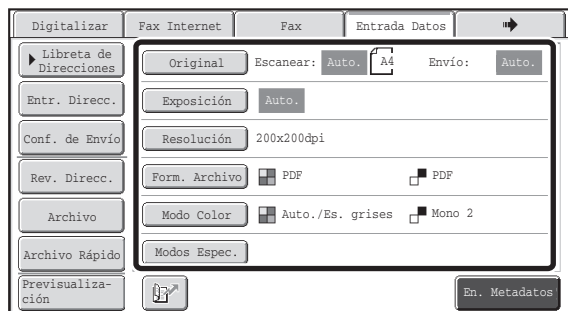 Digitalizar Fax Internet Fax Entrada Datos
Libreta de
Direcciones
Original Escanear: Auto. A4 Envío: Auto.
Entr. Direcc.
Exposición Auto.
Conf. de Envío
Resolución 200x200dpi
Rev. Direcc.
Form. Archivo PDF PDF
Archivo
Modo Color Auto./Es. grises Mono 2
Archivo Rápido
Modos Espec.
Previsualiza-
ción
En. Metadatos